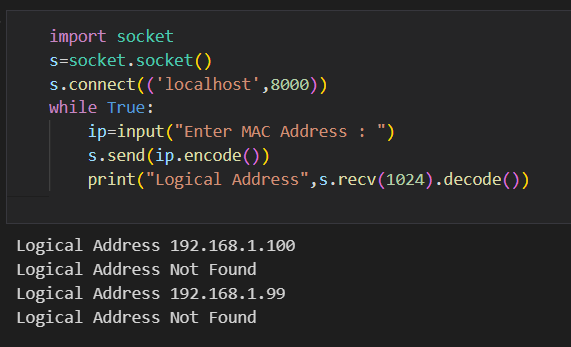 import socket
s=socket.socket()
s.connect(('localhost',8000))
while True:
    ip=input("Enter MAC Address : ")
    s.send(ip.encode())
    print("Logical Address",s.recv(1024).decode())
Logical Address 192.168.1.100
Logical Address Not Found
Logical Address 192.168.1.99
Logical Address Not Found